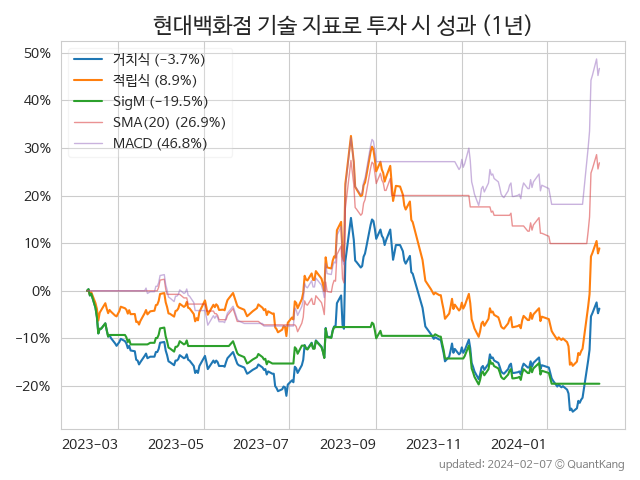 현대백화점 기술 지표로 투자 시 성과 (1년)
거치식 (−3.7%)
적립식 (8.9%)
SigM (−19.5%)
SMA(20) (26.9%)
MACD (46.8%)
50%
40%
30%
20%
10%
0%
−10%
−20%
2023-03 2023-05 2023-07 2023-09 2023-11 2024-01
updated: 2024-02-07 © QuantKang